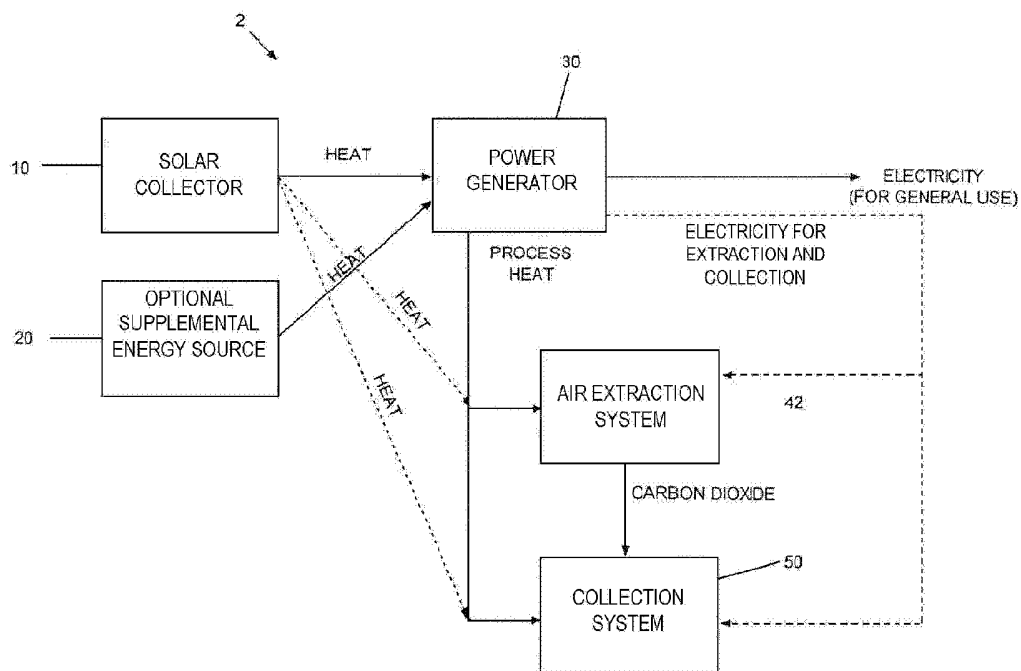 2
30
10
SOLAR
COLLECTOR
HEAT
POWER
GENERATOR
ELECTRICITY
(FOR GENERAL USE)
PROCESS
HEAT
ELECTRICITY FOR
EXTRACTION AND
COLLECTION
HEAT
HEAT
HEAT
20
OPTIONAL
SUPPLEMENTAL
ENERGY SOURCE
AIR EXTRACTION
SYSTEM
42
CARBON DIOXIDE
50
COLLECTION
SYSTEM